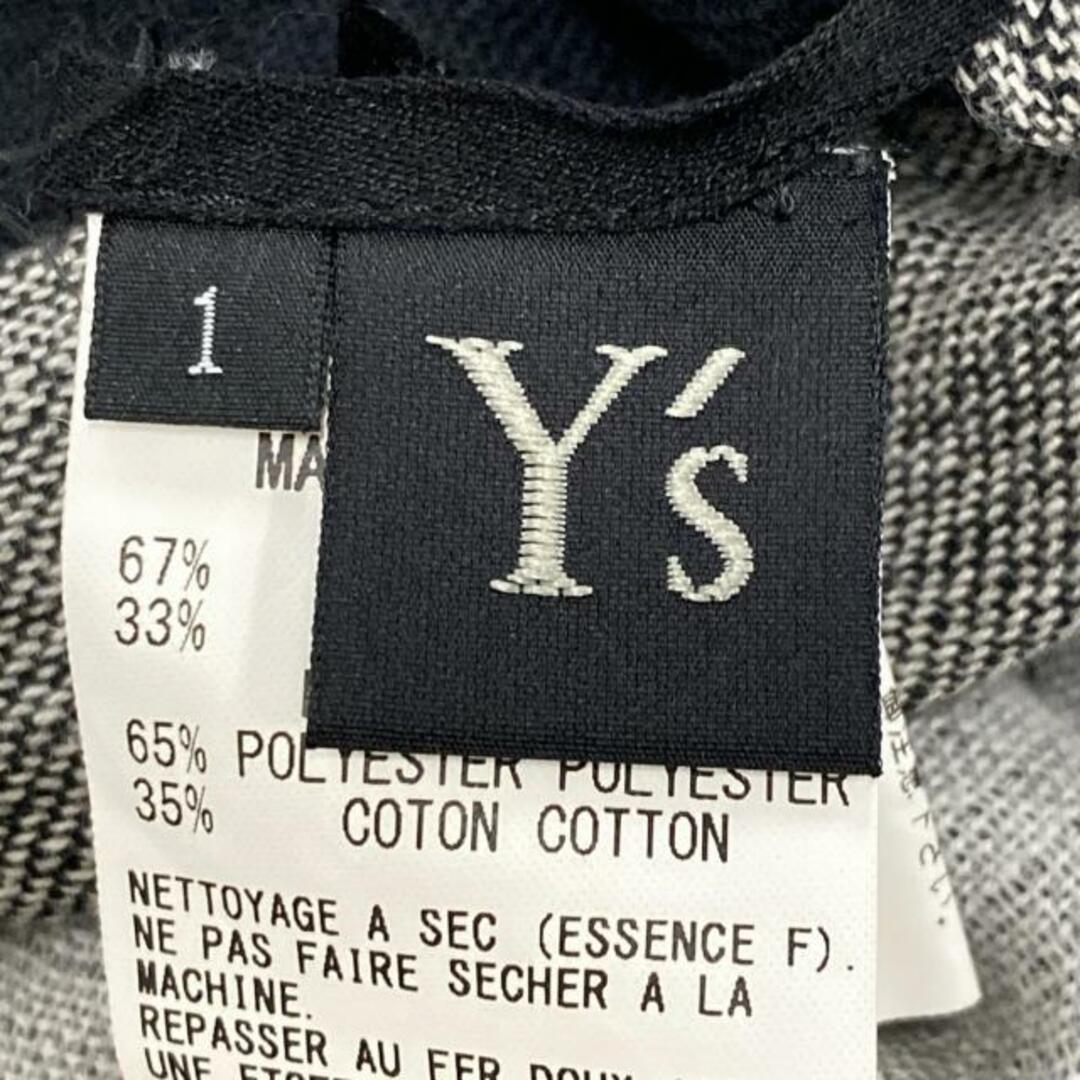 1
Y's
67%
33%
65% POLYESTER POLYESTER
35% COTON COTTON
NETTOYAGE A SEC (ESSENCE F).
NE PAS FAIRE SECHER A LA
MACHINE.
REPASSER AU FER DOUX
UNE